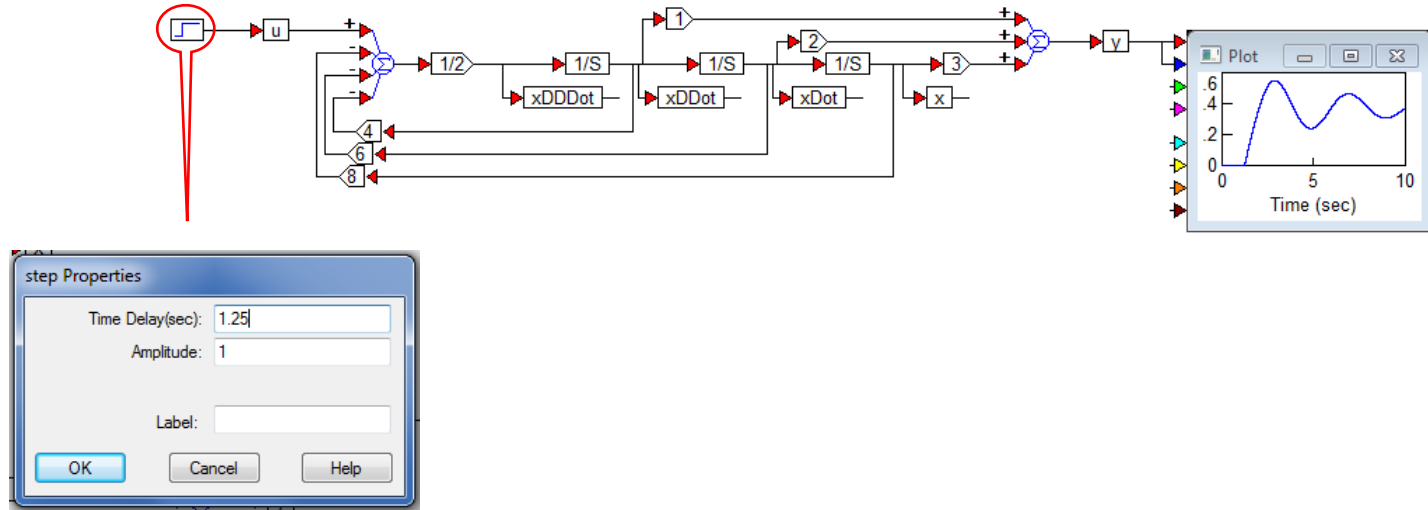 1
u
+
-
-
-
Σ
1/2
1/S
1/S
1/S
2
3
+
+
+
Σ
y
xDDDot
xDDot
xDot
x
4
6
8
Plot
.6
.4
.2
0
0 5 10
Time (sec)
step Properties
Time Delay(sec): 1.25
Amplitude: 1
Label:
OK Cancel Help